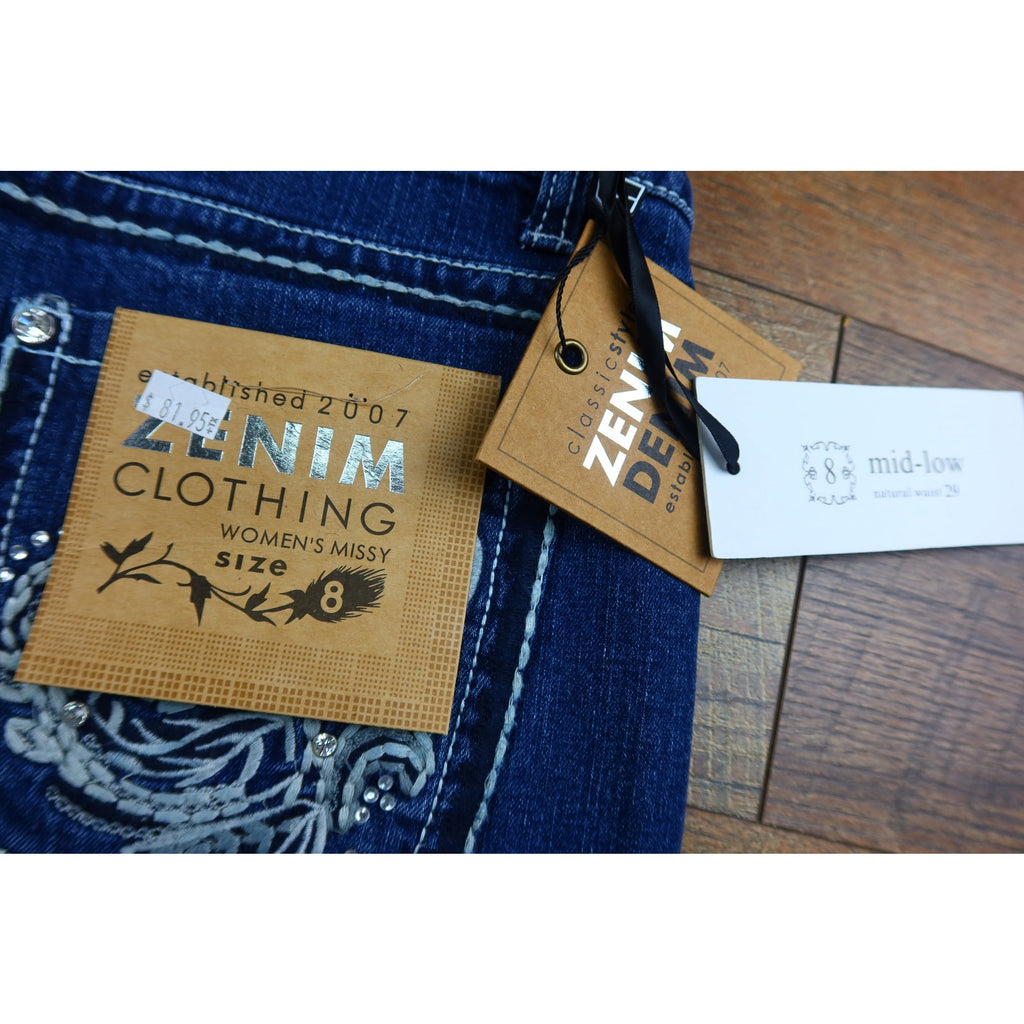 established 2007
$ 81.95
ZENIM
CLOTHING
WOMEN'S MISSY
size
8
classicstyle
ZENIM
DENIM
8
mid-low
natural waist 29